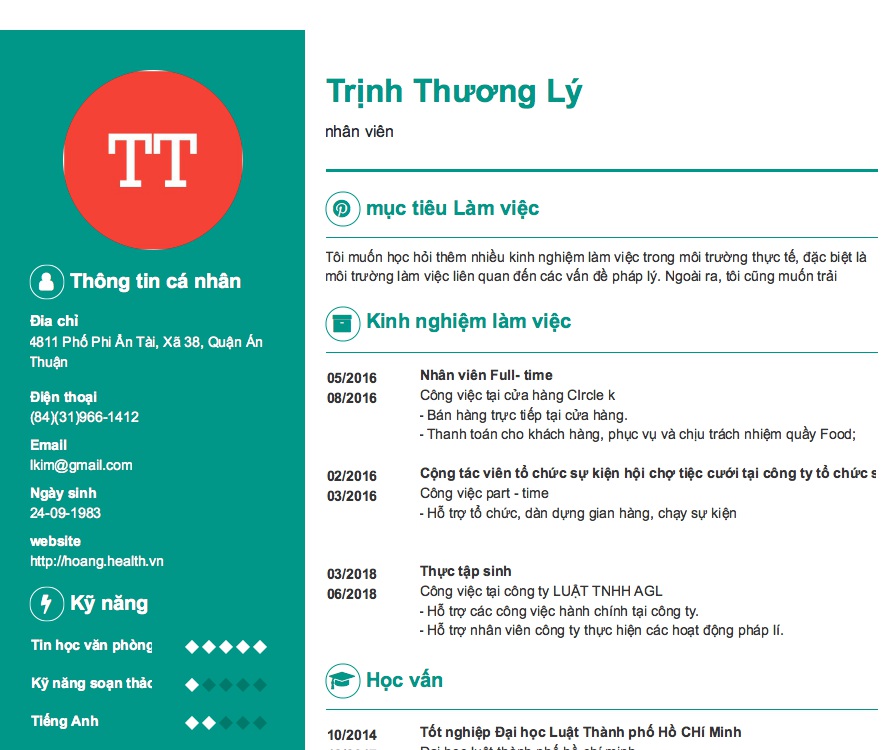 TT
Thông tin cá nhân
Địa chỉ
4811 Phố Phi Ân Tài, Xã 38, Quận Án
Thuận
Điện thoại
(84)(31)966-1412
Email
lkim@gmail.com
Ngày sinh
24-09-1983
website
http://hoang.health.vn
Kỹ năng
Tin học văn phòng
Kỹ năng soạn thảo
Tiếng Anh
Trịnh Thương Lý
nhân viên
mục tiêu Làm việc
Tôi muốn học hỏi thêm nhiều kinh nghiệm làm việc trong môi trường thực tế, đặc biệt là
môi trường làm việc liên quan đến các vấn đề pháp lý. Ngoài ra, tôi cũng muốn trải
Kinh nghiệm làm việc
05/2016
08/2016
Nhân viên Full- time
Công việc tại cửa hàng CIrcle k
- Bán hàng trực tiếp tại cửa hàng.
- Thanh toán cho khách hàng, phục vụ và chịu trách nhiệm quầy Food;
02/2016
03/2016
Cộng tác viên tổ chức sự kiện hội chợ tiệc cưới tại công ty tổ chức s
Công việc part - time
- Hỗ trợ tổ chức, dàn dựng gian hàng, chạy sự kiện
03/2018
06/2018
Thực tập sinh
Công việc tại công ty LUẬT TNHH AGL
- Hỗ trợ các công việc hành chính tại công ty.
- Hỗ trợ nhân viên công ty thực hiện các hoạt động pháp lí.
Học vấn
10/2014
Tốt nghiệp Đại học Luật Thành phố Hồ CHí Minh